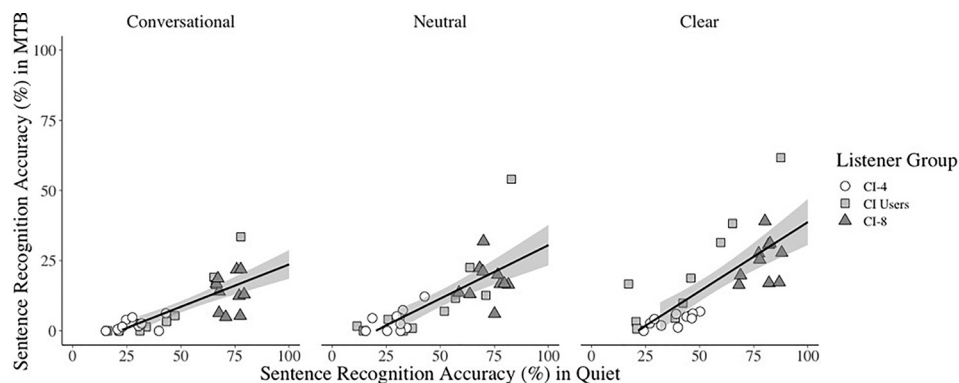 Conversational
Neutral
Clear
Sentence Recognition Accuracy (%) in MTB
100
75
50
25
0
0
25
50
75
100
0
25
50
75
100
0
25
50
75
100
Sentence Recognition Accuracy (%) in Quiet
Listener Group
CI-4
CI Users
CI-8